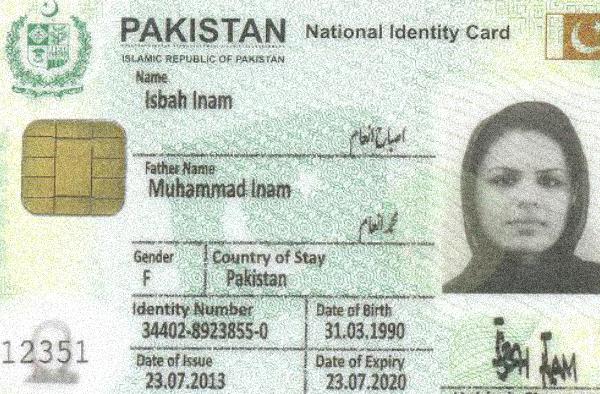 PAKISTAN National Identity Card
ISLAMIC REPUBLIC OF PAKISTAN
Name
Isbah Inam
اصباح انعام
Father Name
Muhammad Inam
محمد انعام
Gender Country of Stay
F Pakistan
Identity Number Date of Birth
34402-8923855-0 31.03.1990
12351
Date of Issue Date of Expiry
23.07.2013 23.07.2020